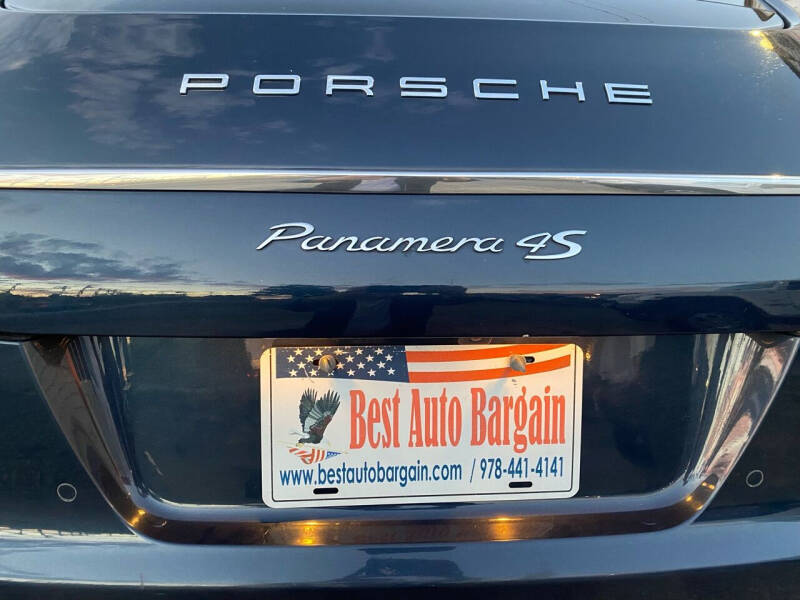 PORSCHE
Panamera 4S
Best Auto Bargain
www.bestautobargain.com / 978-441-4141